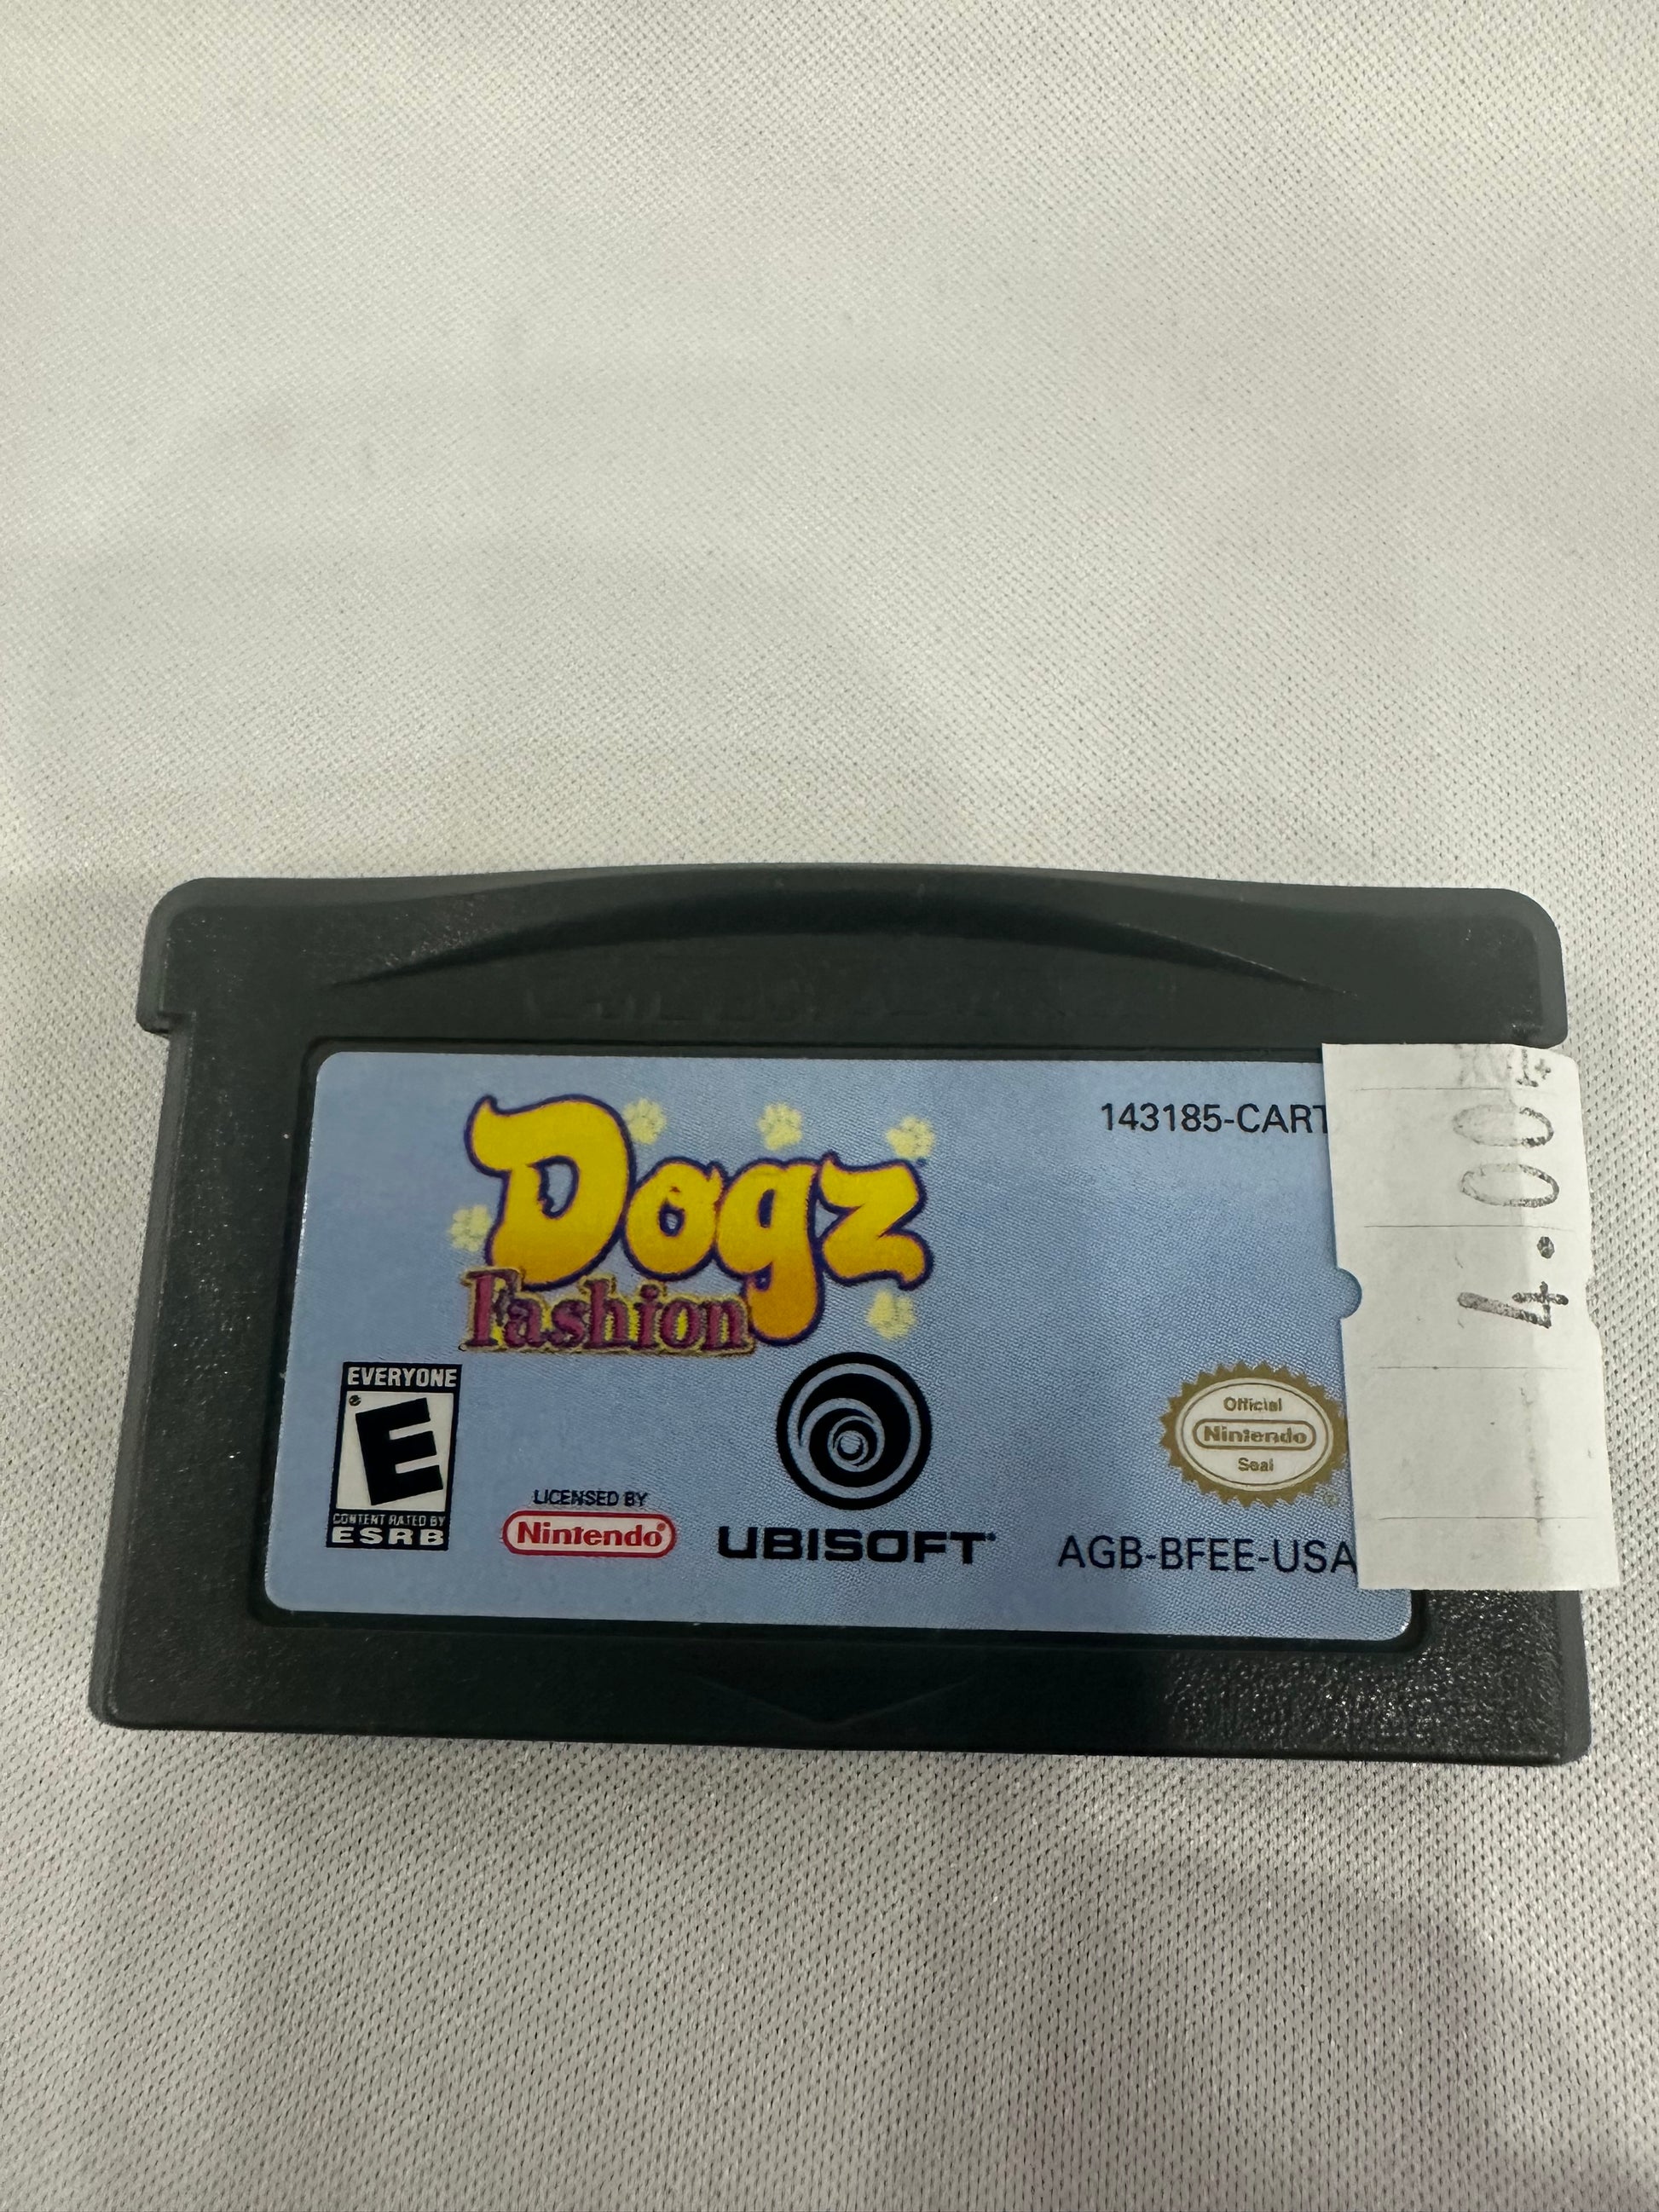 143185-CART
Dogz
Fashion
EVERYONE
E
CONTENT RATED BY
ESRB
LICENSED BY
Nintendo®
UBISOFT
Official
Nintendo
Seal
AGB-BFEE-USA
4.00